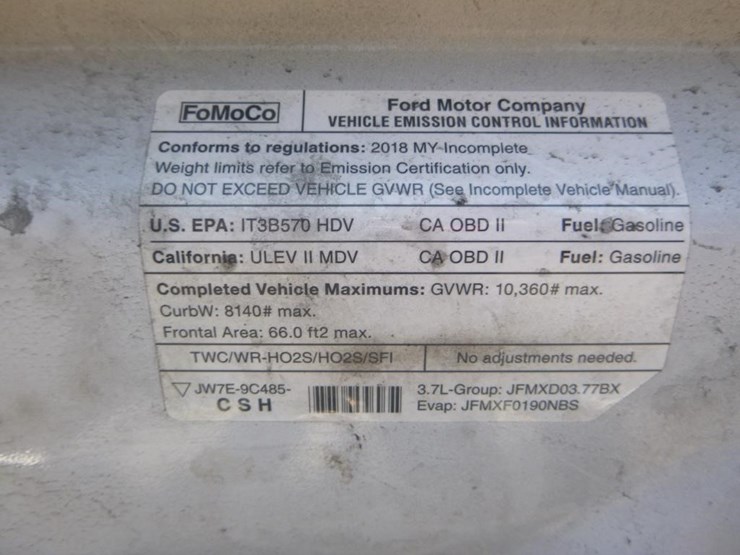 FoMoCo
Ford Motor Company
VEHICLE EMISSION CONTROL INFORMATION
Conforms to regulations: 2018 MY-Incomplete
Weight limits refer to Emission Certification only.
DO NOT EXCEED VEHICLE GVWR (See Incomplete Vehicle Manual).
U.S. EPA: IT3B570 HDV CA OBD II Fuel: Gasoline
California: ULEV II MDV CA OBD II Fuel: Gasoline
Completed Vehicle Maximums: GVWR: 10,360# max.
CurbW: 8140# max.
Frontal Area: 66.0 ft2 max.
TWC/WR-HO2S/HO2S/SFI No adjustments needed.
JW7E-9C485-
CSH
3.7L-Group: JFMXD03.77BX
Evap: JFMXF0190NBS